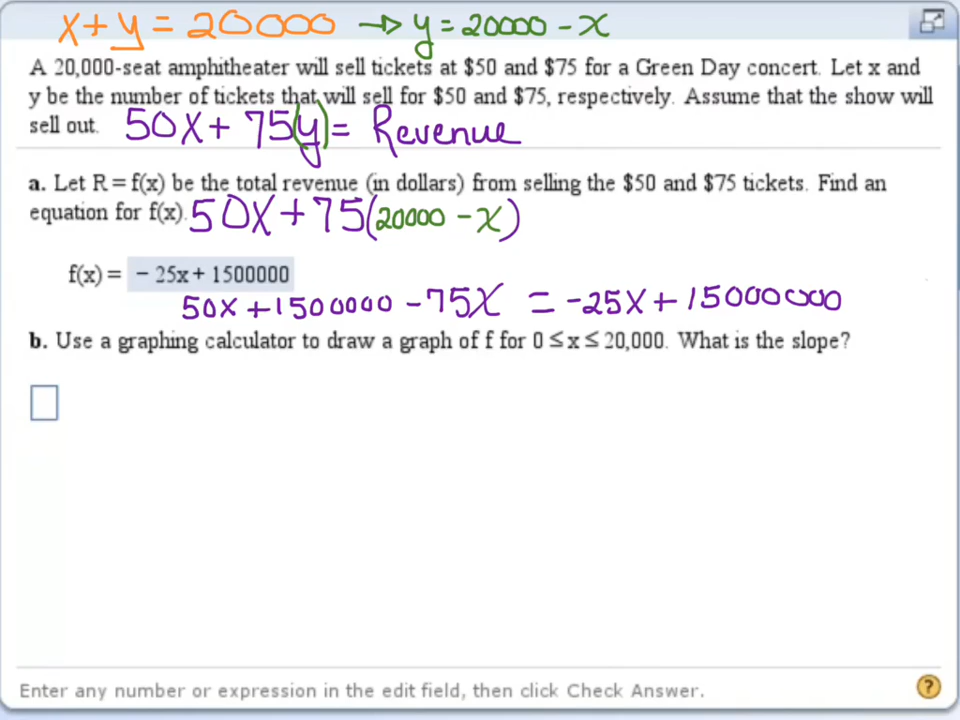 x + y = 20000 → y = 20000 - x
A 20,000-seat amphitheater will sell tickets at $50 and $75 for a Green Day concert. Let x and
y be the number of tickets that will sell for $50 and $75, respectively. Assume that the show will
sell out. 50x + 75(y) = Revenue
a. Let R = f(x) be the total revenue (in dollars) from selling the $50 and $75 tickets. Find an
equation for f(x). 50x + 75(20000 - x)
f(x) = - 25x + 1500000
50x + 1500000 - 75x = -25x + 15000000
b. Use a graphing calculator to draw a graph of f for 0 ≤ x ≤ 20,000. What is the slope?
Enter any number or expression in the edit field, then click Check Answer.
?